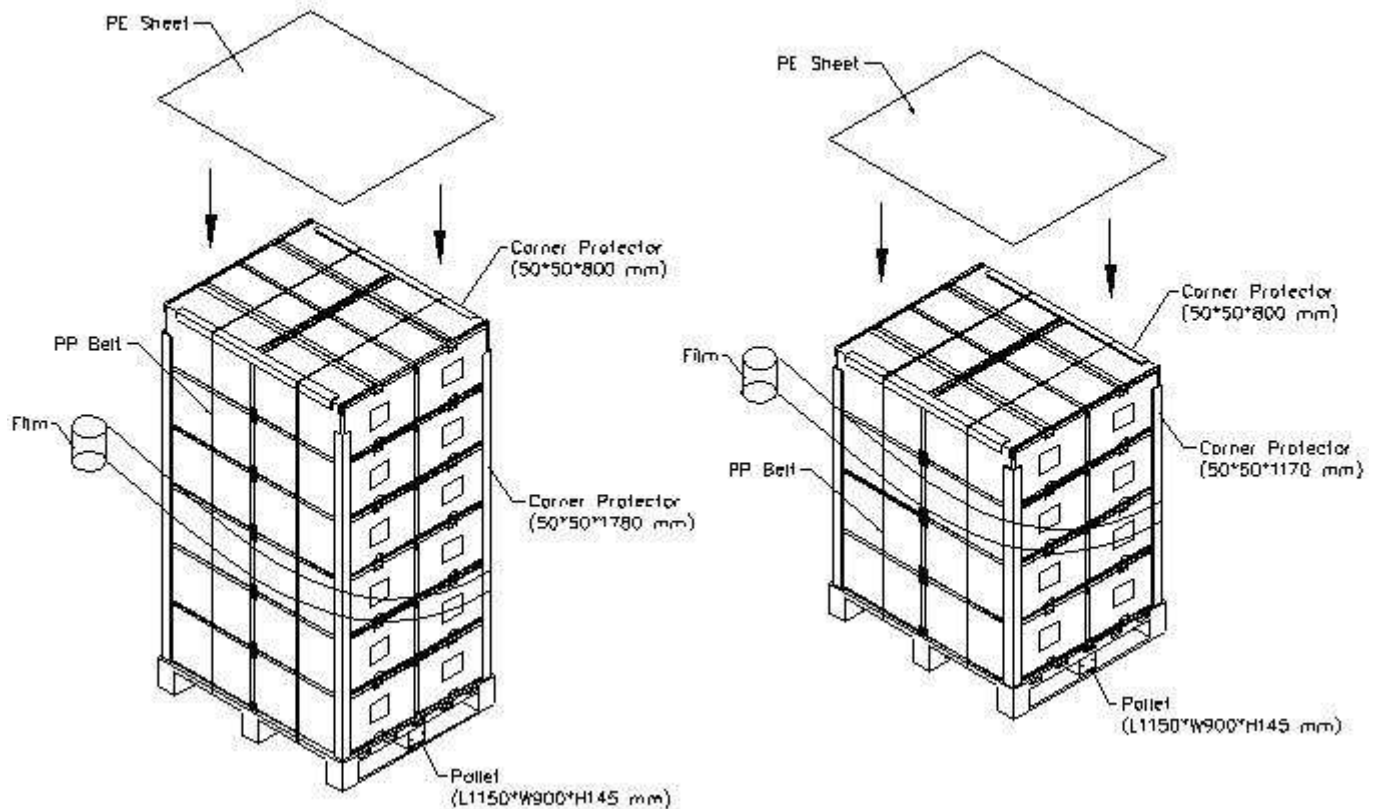 PE Sheet
Corner Protector
(50*50*800 mm)
PP Belt
Film
Corner Protector
(50*50*1780 mm)
Pallet
(L1150*W900*H145 mm)
PE Sheet
Corner Protector
(50*50*800 mm)
Film
Corner Protector
(50*50*1170 mm)
PP Belt
Pallet
(L1150*W900*H145 mm)